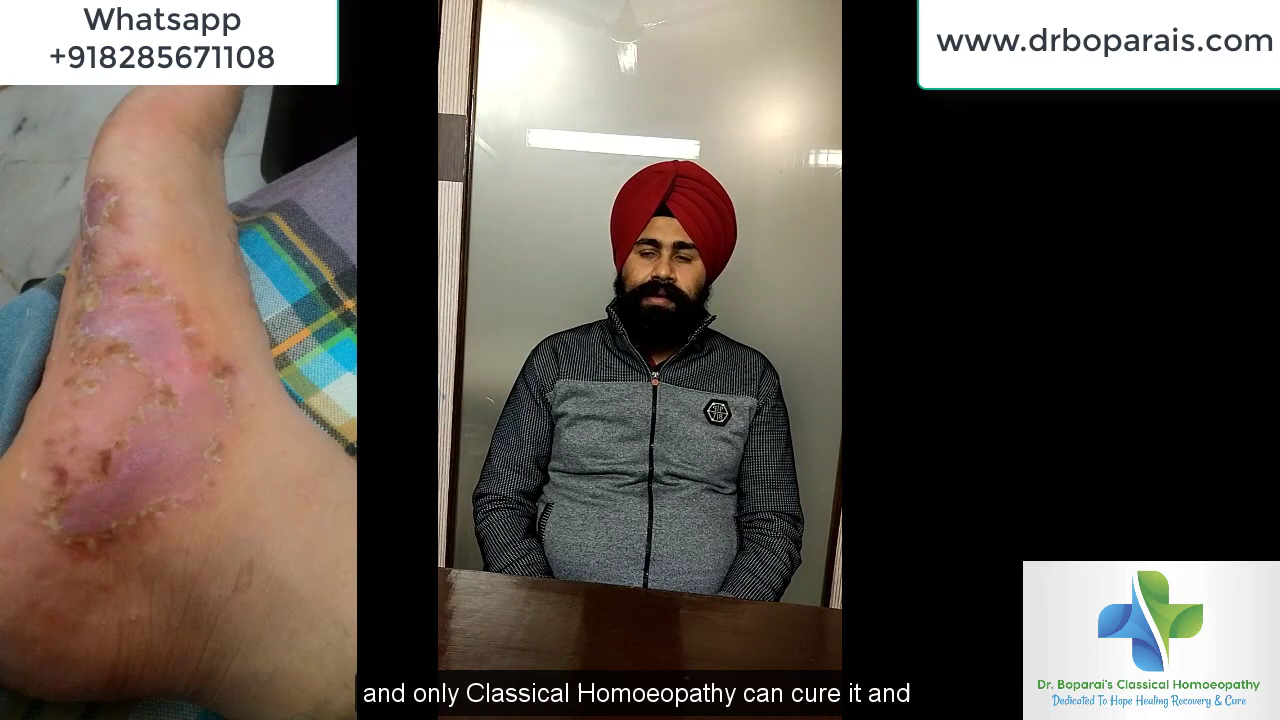 Whatsapp
+918285671108
www.drboparais.com
and only Classical Homoeopathy can cure it and
Dr. Boparai's Classical Homoeopathy
Dedicated To Hope Healing Recovery & Cure